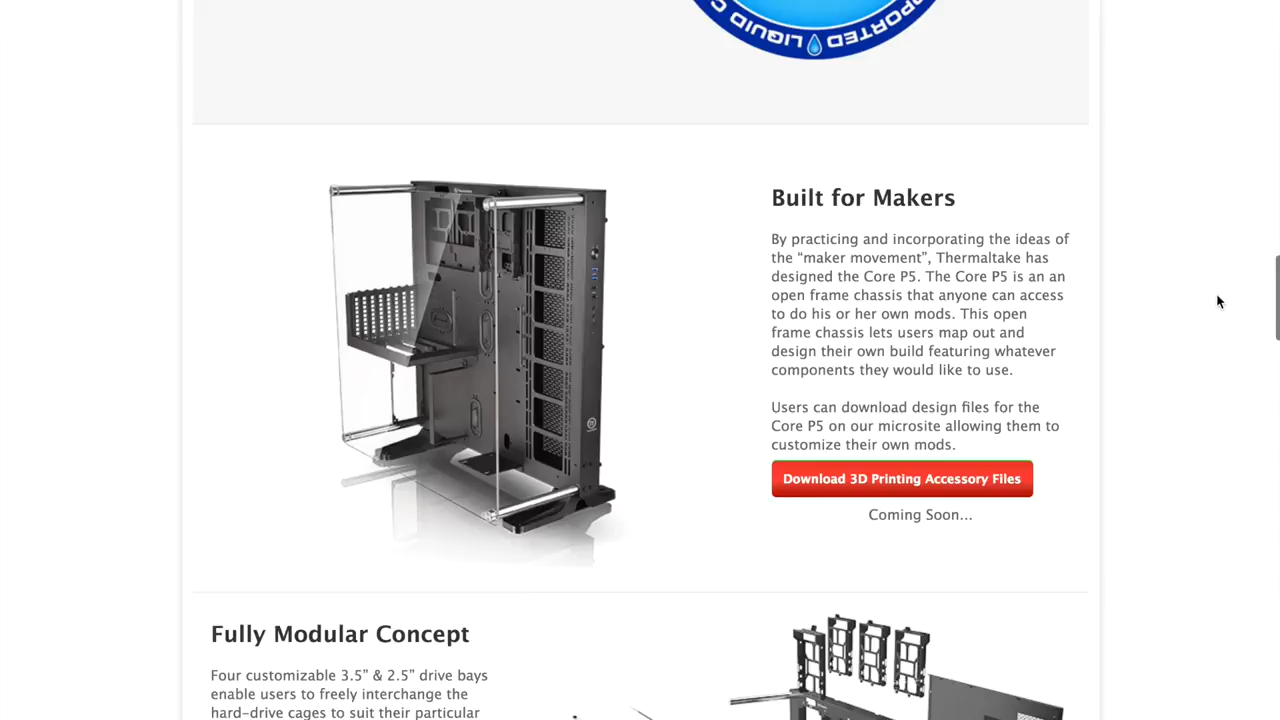 PORTED LIQUID C
Built for Makers
By practicing and incorporating the ideas of
the “maker movement”, Thermaltake has
designed the Core P5. The Core P5 is an an
open frame chassis that anyone can access
to do his or her own mods. This open
frame chassis lets users map out and
design their own build featuring whatever
components they would like to use.
Users can download design files for the
Core P5 on our microsite allowing them to
customize their own mods.
Download 3D Printing Accessory Files
Coming Soon...
Fully Modular Concept
Four customizable 3.5” & 2.5” drive bays
enable users to freely interchange the
hard-drive cages to suit their particular